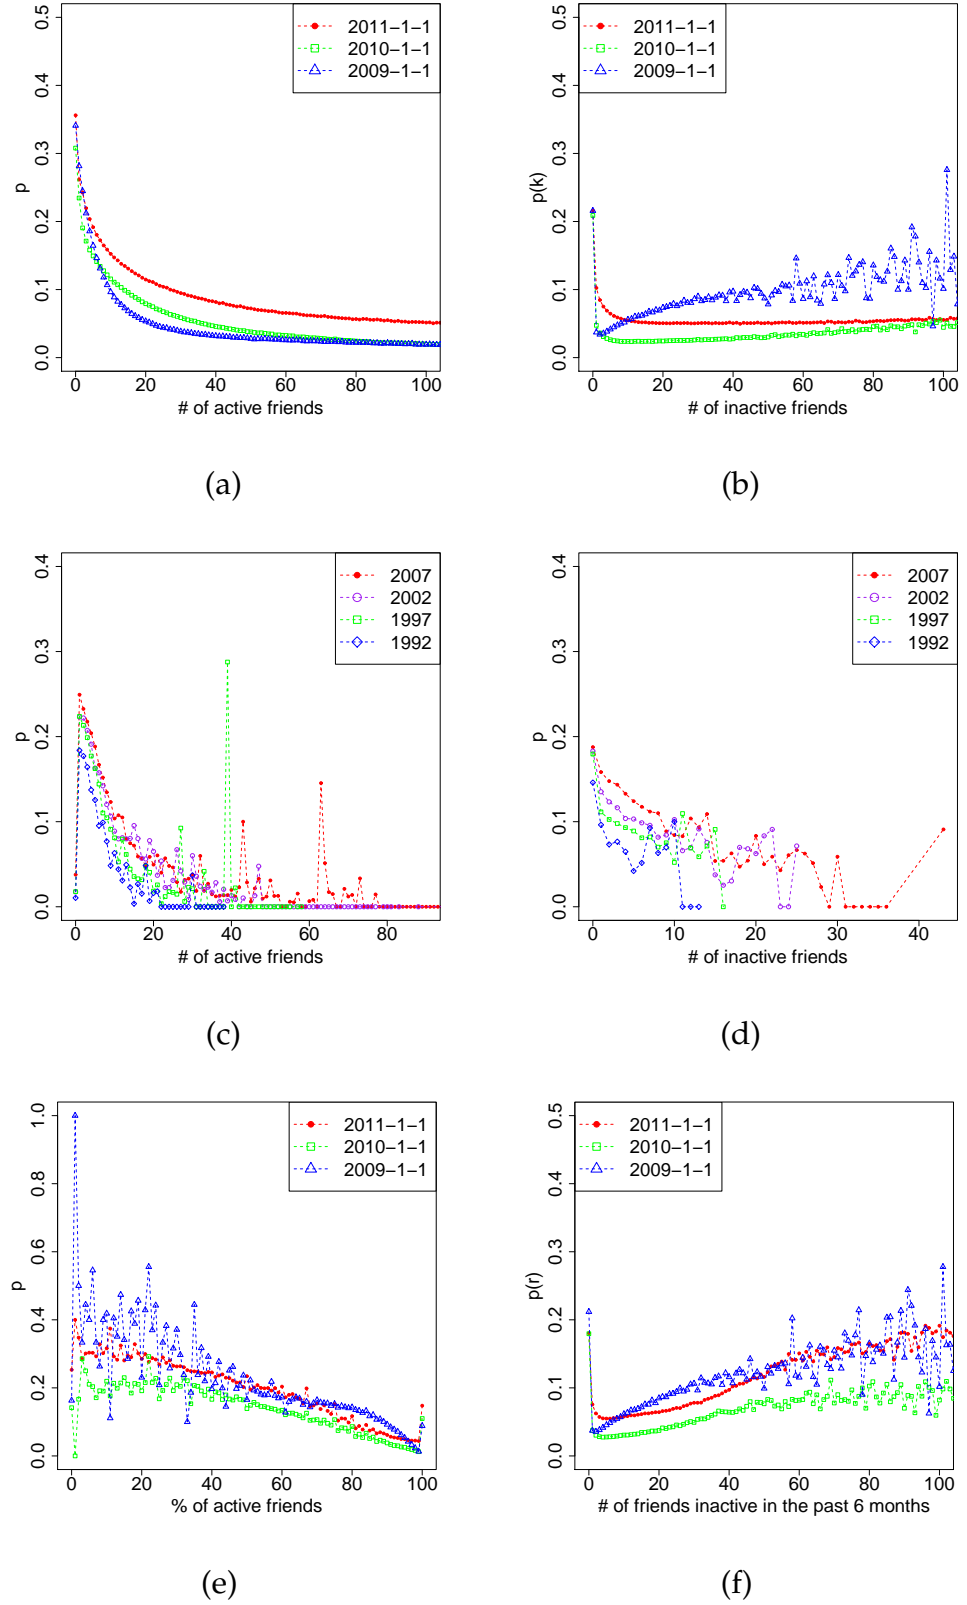 2011−1−1
2010−1−1
2009−1−1
p
0.0 0.1 0.2 0.3 0.4 0.5
0 20 40 60 80 100
# of active friends
(a)
2011−1−1
2010−1−1
2009−1−1
p(k)
0.0 0.1 0.2 0.3 0.4 0.5
0 20 40 60 80 100
# of inactive friends
(b)
2007
2002
1997
1992
p
0.0 0.1 0.2 0.3 0.4
0 20 40 60 80
# of active friends
(c)
2007
2002
1997
1992
p
0.0 0.1 0.2 0.3 0.4
0 10 20 30 40
# of inactive friends
(d)
2011−1−1
2010−1−1
2009−1−1
p
0.0 0.2 0.4 0.6 0.8 1.0
0 20 40 60 80 100
% of active friends
(e)
2011−1−1
2010−1−1
2009−1−1
p(r)
0.0 0.1 0.2 0.3 0.4 0.5
0 20 40 60 80 100
# of friends inactive in the past 6 months
(f)